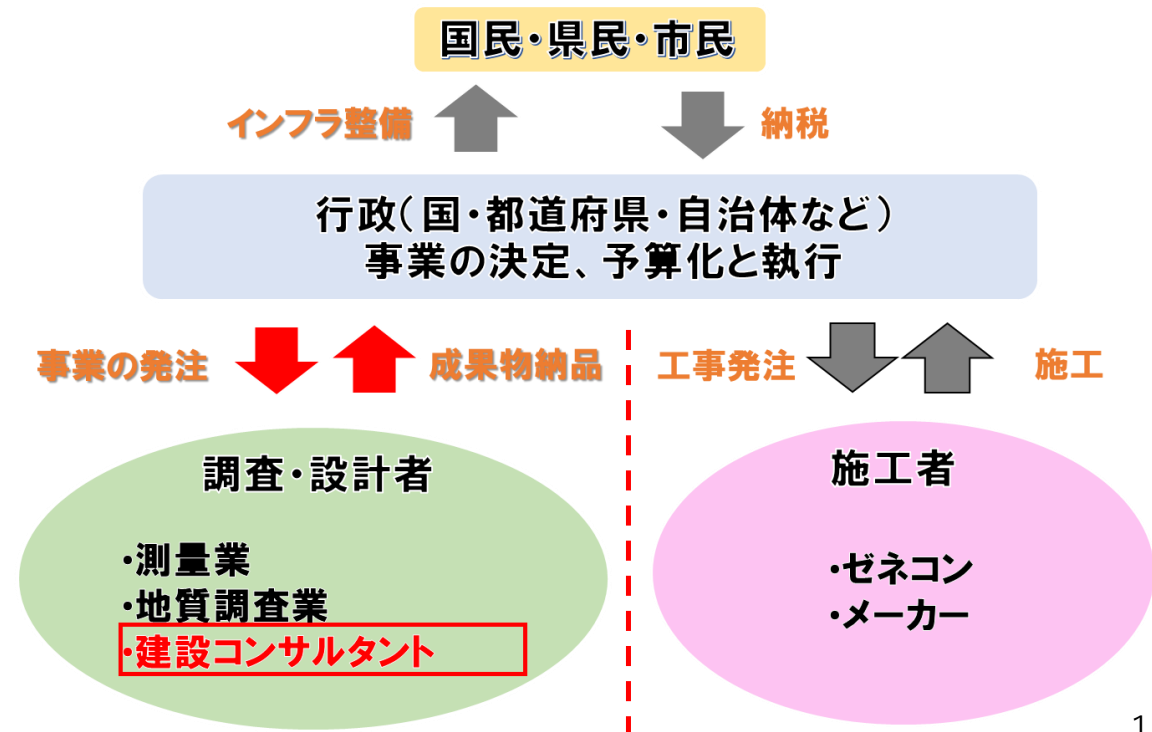 国民・県民・市民
インフラ整備
納税
行政(国・都道府県・自治体など)
事業の決定、予算化と執行
事業の発注
成果物納品
工事発注
施工
調査・設計者
・測量業
・地質調査業
・建設コンサルタント
施工者
・ゼネコン
・メーカー
1